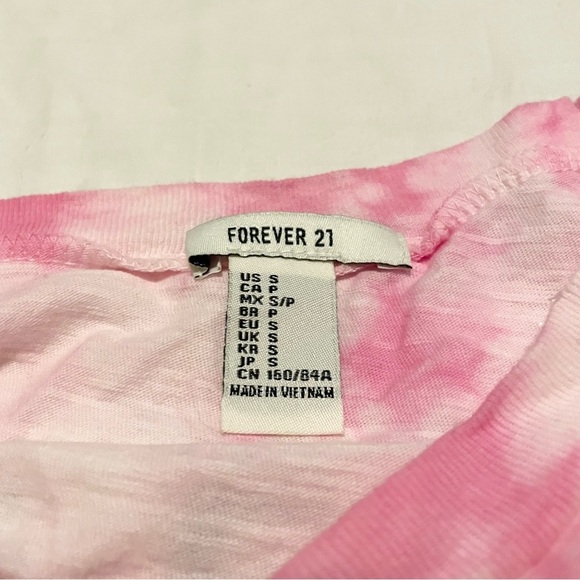 FOREVER 21
US S
CA P
MX S/P
BR P
EU S
UK S
KR S
JP S
CN 160/84A
MADE IN VIETNAM